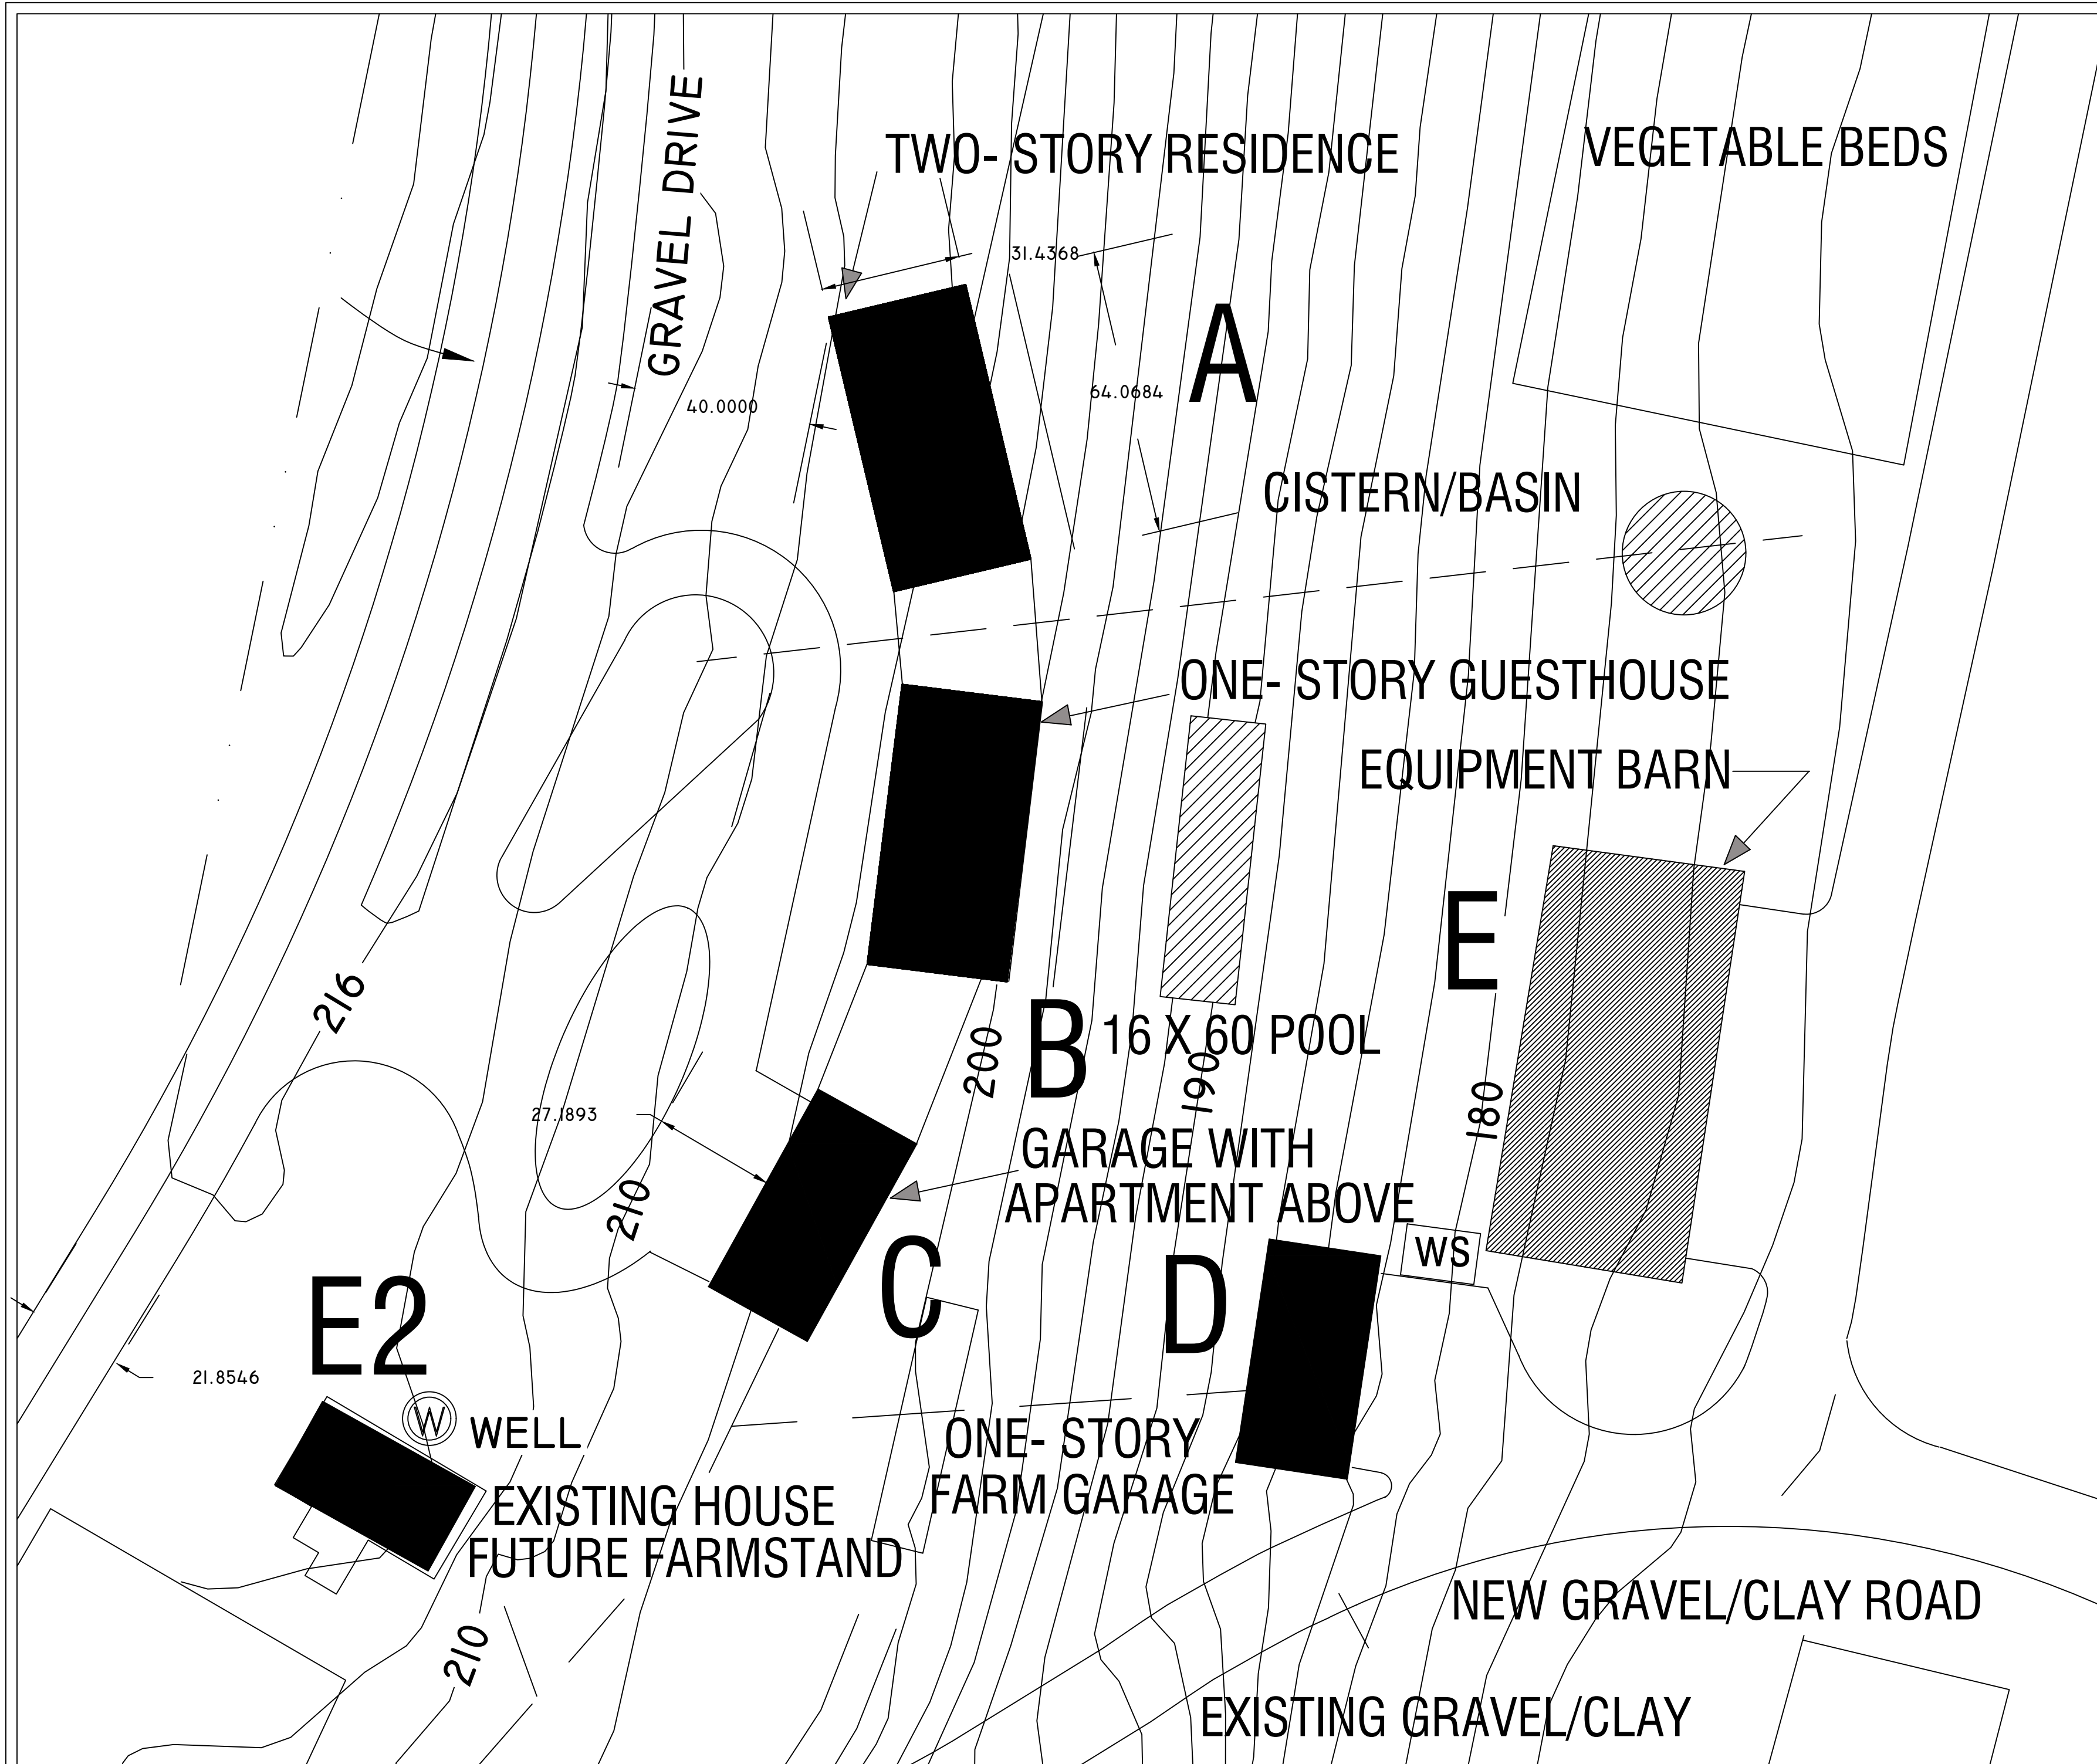 GRAVEL DRIVE
TWO- STORY RESIDENCE
VEGETABLE BEDS
31.4368
A
64.0684
40.0000
CISTERN/BASIN
ONE- STORY GUESTHOUSE
EQUIPMENT BARN
E
216
B
16 X 60 POOL
200
190
180
27.1893
GARAGE WITH
APARTMENT ABOVE
210
C
D
WS
E2
21.8546
W
WELL
ONE- STORY
FARM GARAGE
EXISTING HOUSE
FUTURE FARMSTAND
210
NEW GRAVEL/CLAY ROAD
EXISTING GRAVEL/CLAY